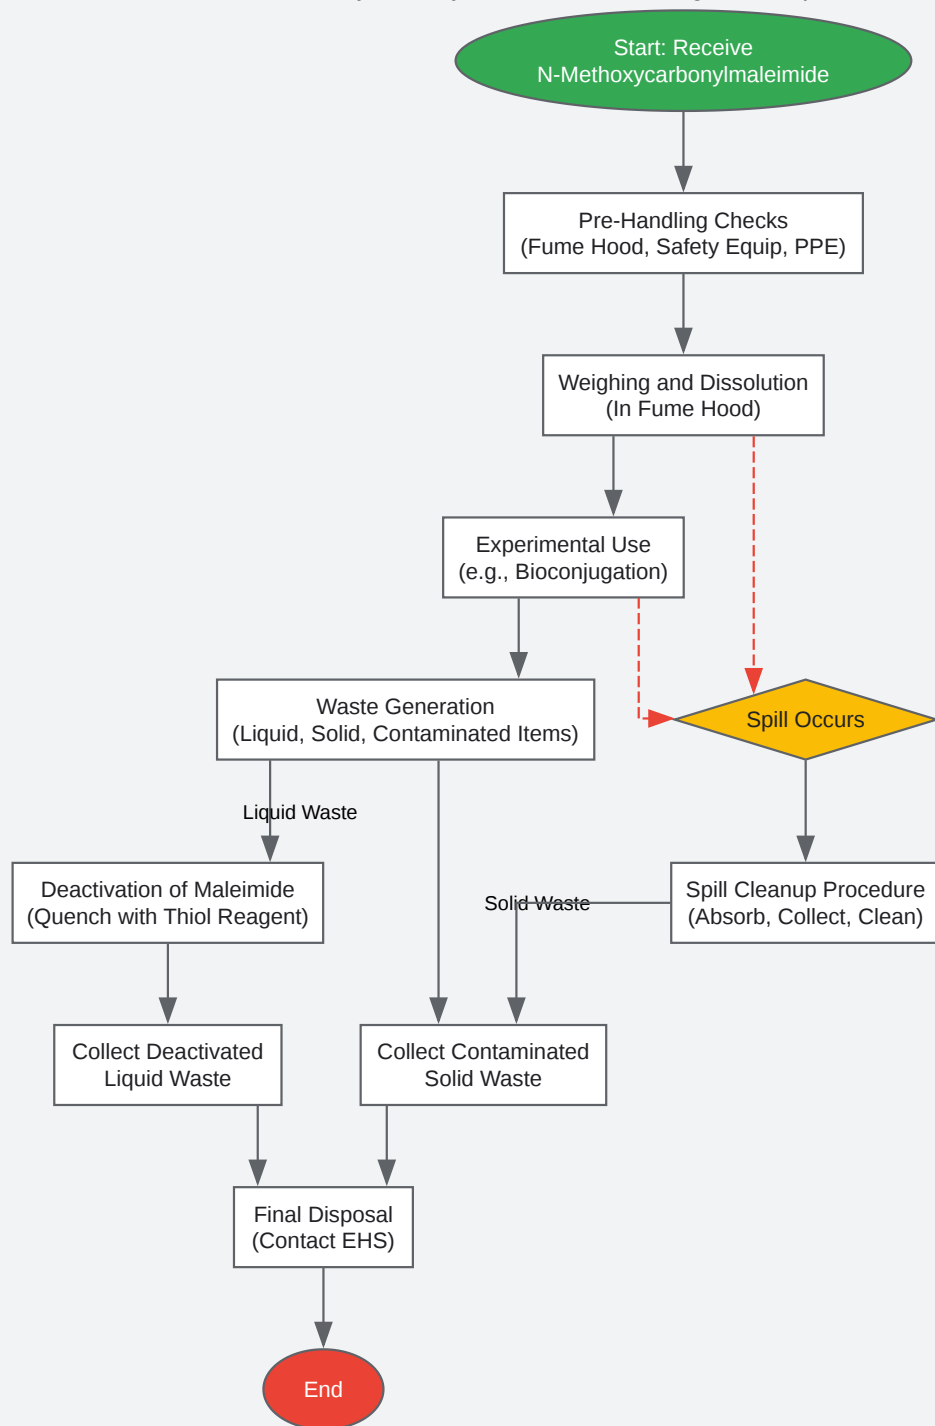 Start: Receive
N-Methoxycarbonylmaleimide
Pre-Handling Checks
(Fume Hood, Safety Equip, PPE)
Weighing and Dissolution
(In Fume Hood)
Experimental Use
(e.g., Bioconjugation)
Waste Generation
(Liquid, Solid, Contaminated Items)
Spill Occurs
Liquid Waste
Deactivation of Maleimide
(Quench with Thiol Reagent)
Solid Waste
Spill Cleanup Procedure
(Absorb, Collect, Clean)
Collect Deactivated
Liquid Waste
Collect Contaminated
Solid Waste
Final Disposal
(Contact EHS)
End